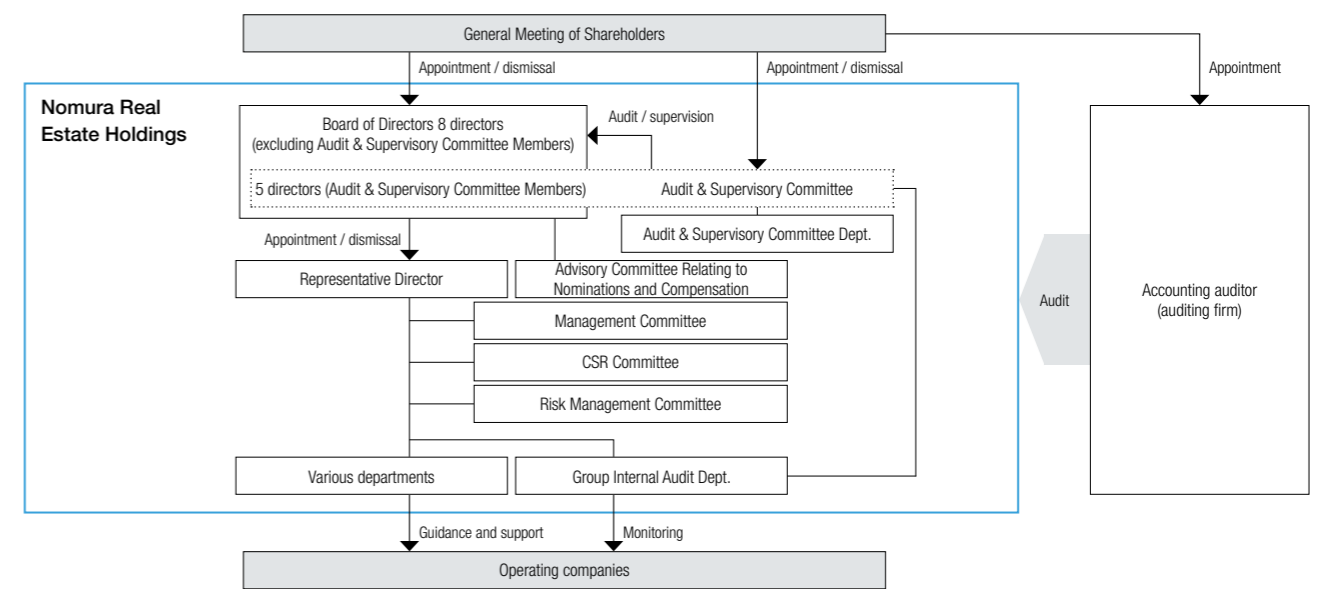 General Meeting of Shareholders
Appointment / dismissal
Appointment / dismissal
Appointment
Nomura Real
Estate Holdings
Board of Directors 8 directors
(excluding Audit & Supervisory Committee Members)
Audit / supervision
5 directors (Audit & Supervisory Committee Members)
Audit & Supervisory Committee
Audit & Supervisory Committee Dept.
Appointment / dismissal
Representative Director
Advisory Committee Relating to
Nominations and Compensation
Management Committee
CSR Committee
Risk Management Committee
Various departments
Group Internal Audit Dept.
Audit
Accounting auditor
(auditing firm)
Guidance and support
Monitoring
Operating companies